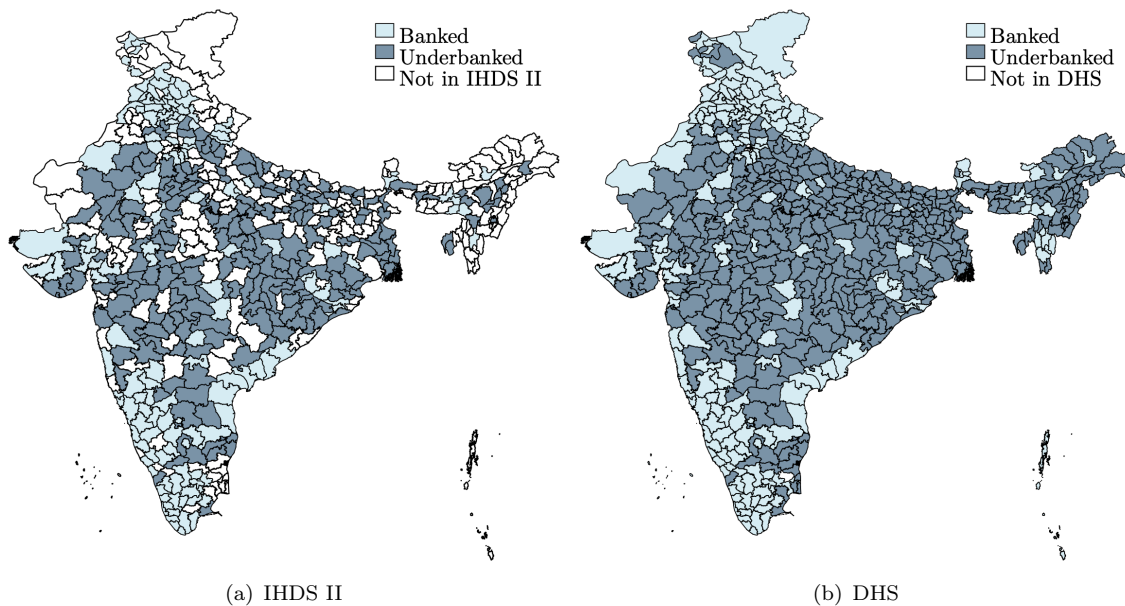 Banked
Underbanked
Not in IHDS II
Banked
Underbanked
Not in DHS
(a) IHDS II
(b) DHS